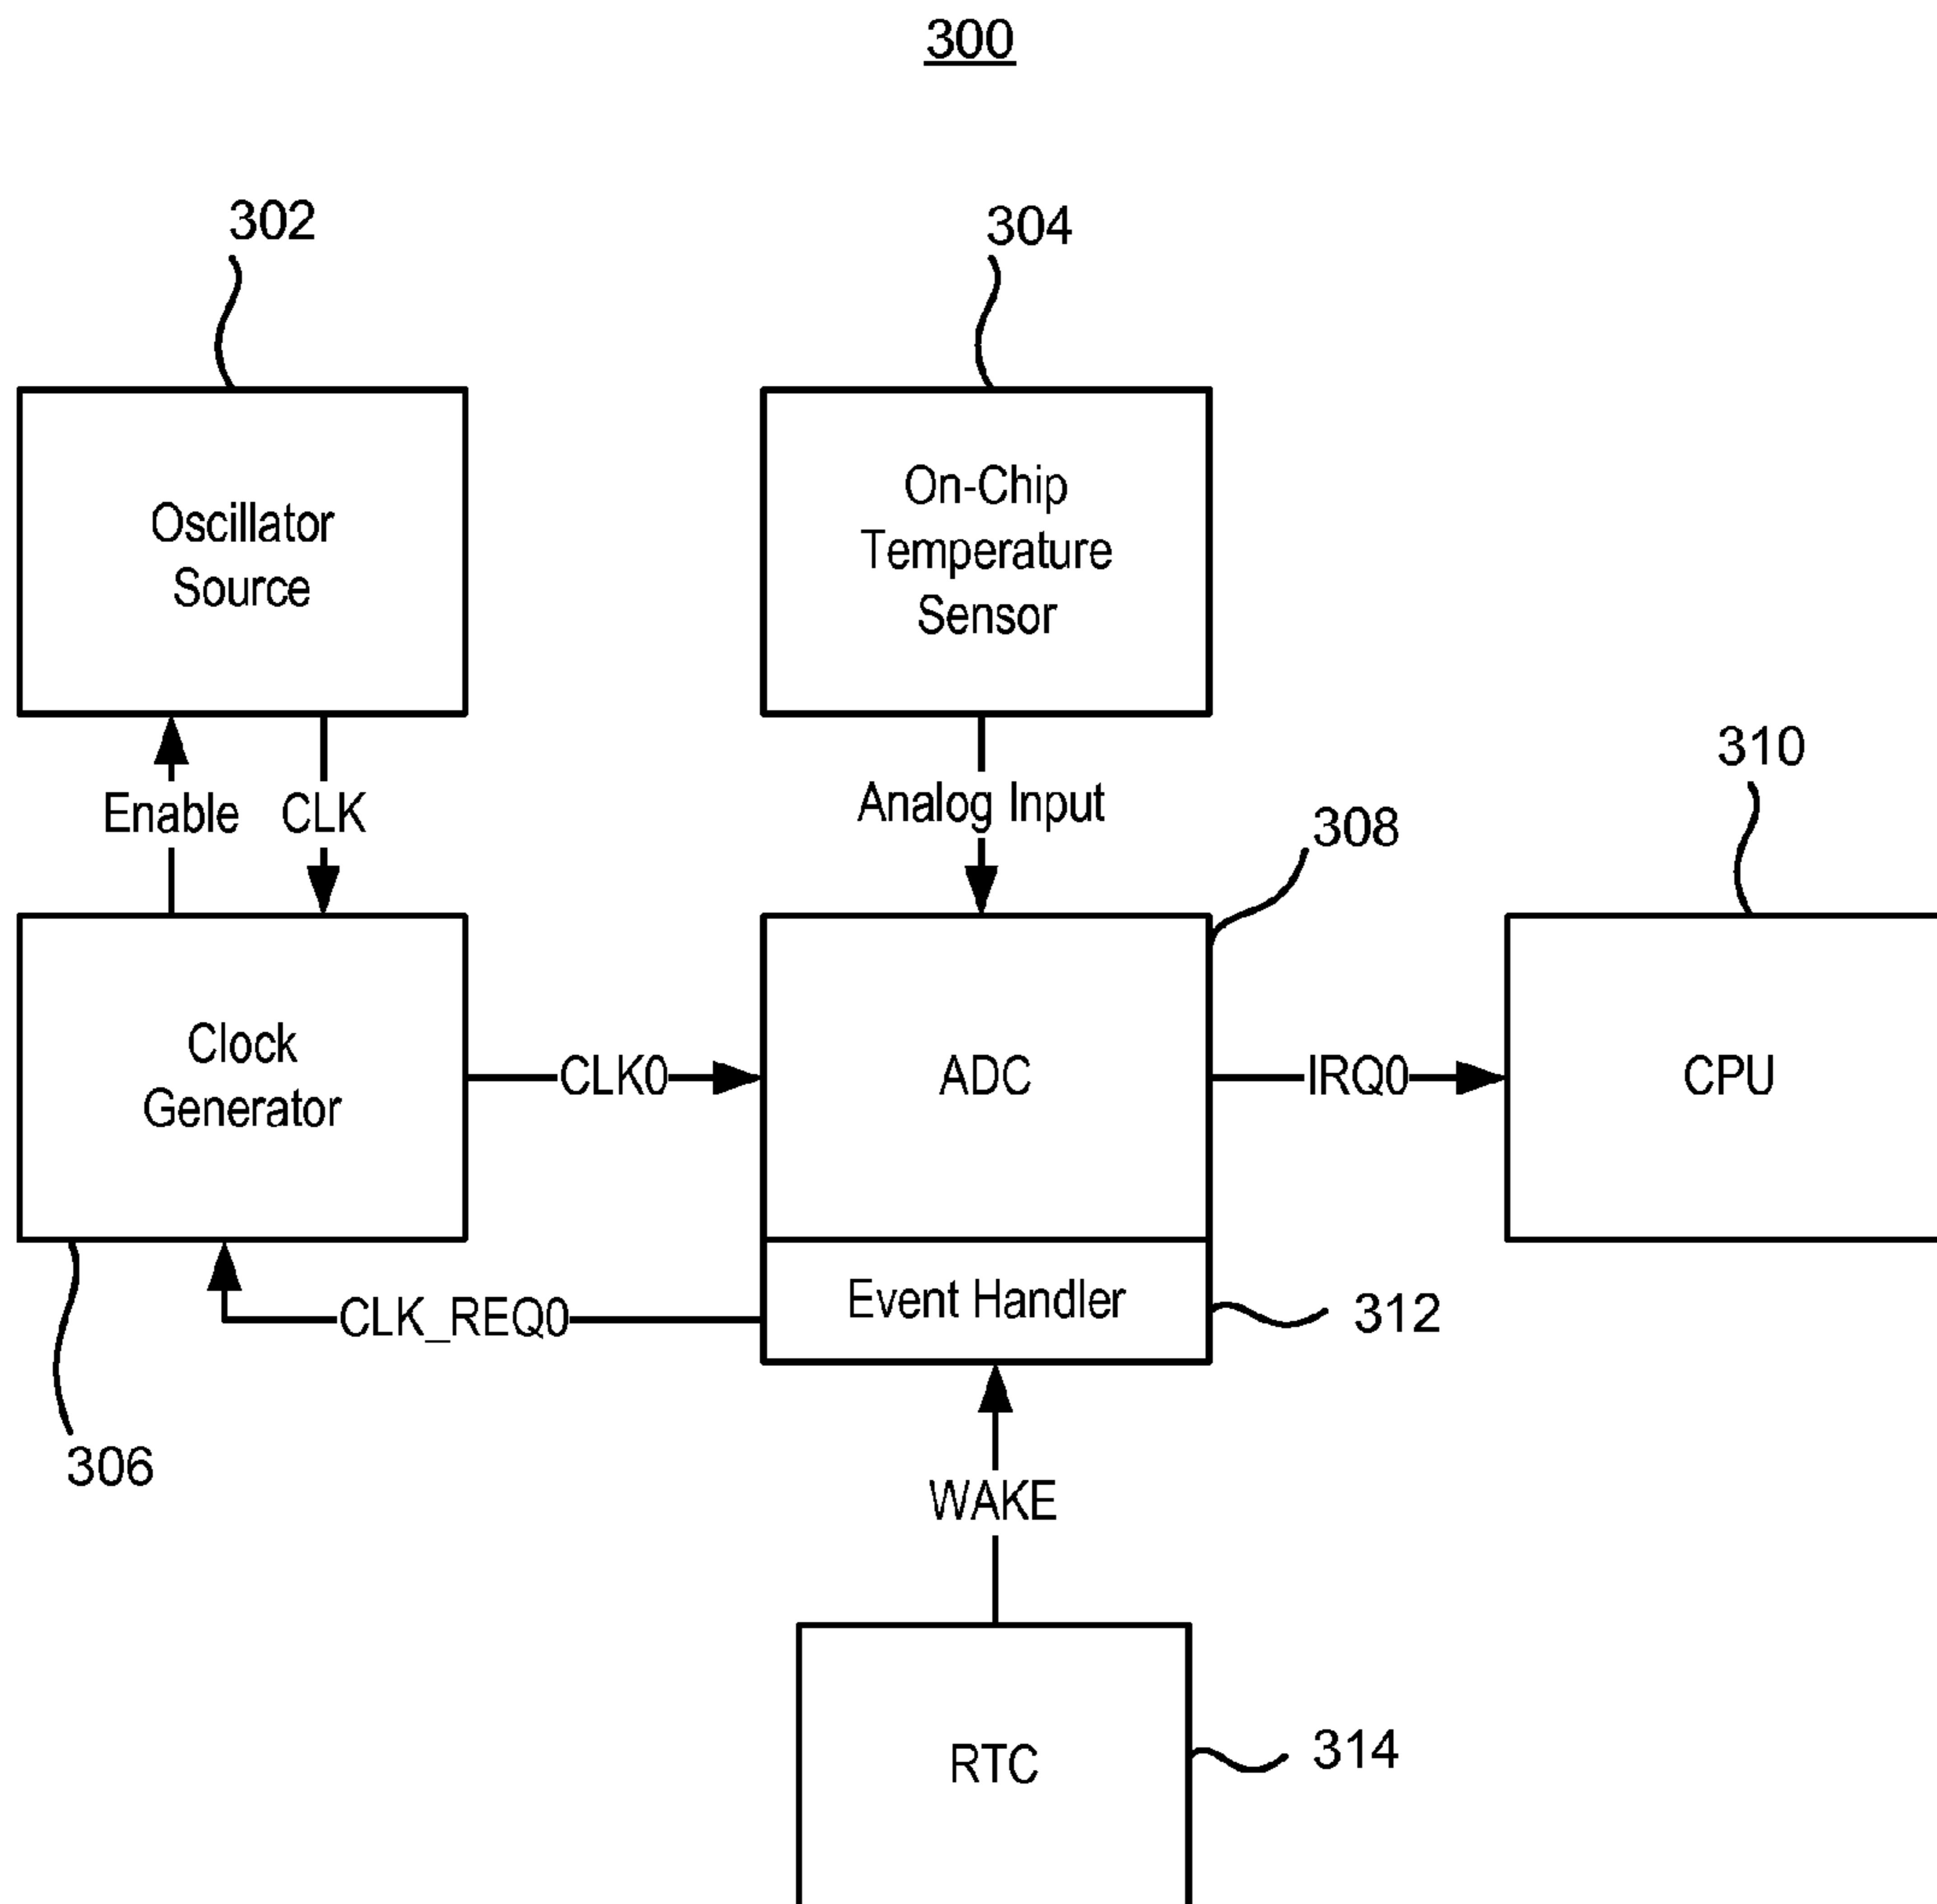 300
302
304
Oscillator
Source
On-Chip
Temperature
Sensor
310
Enable
CLK
Analog Input
308
Clock
Generator
CLK0
ADC
IRQ0
CPU
Event Handler
CLK_REQ0
312
306
WAKE
RTC
314